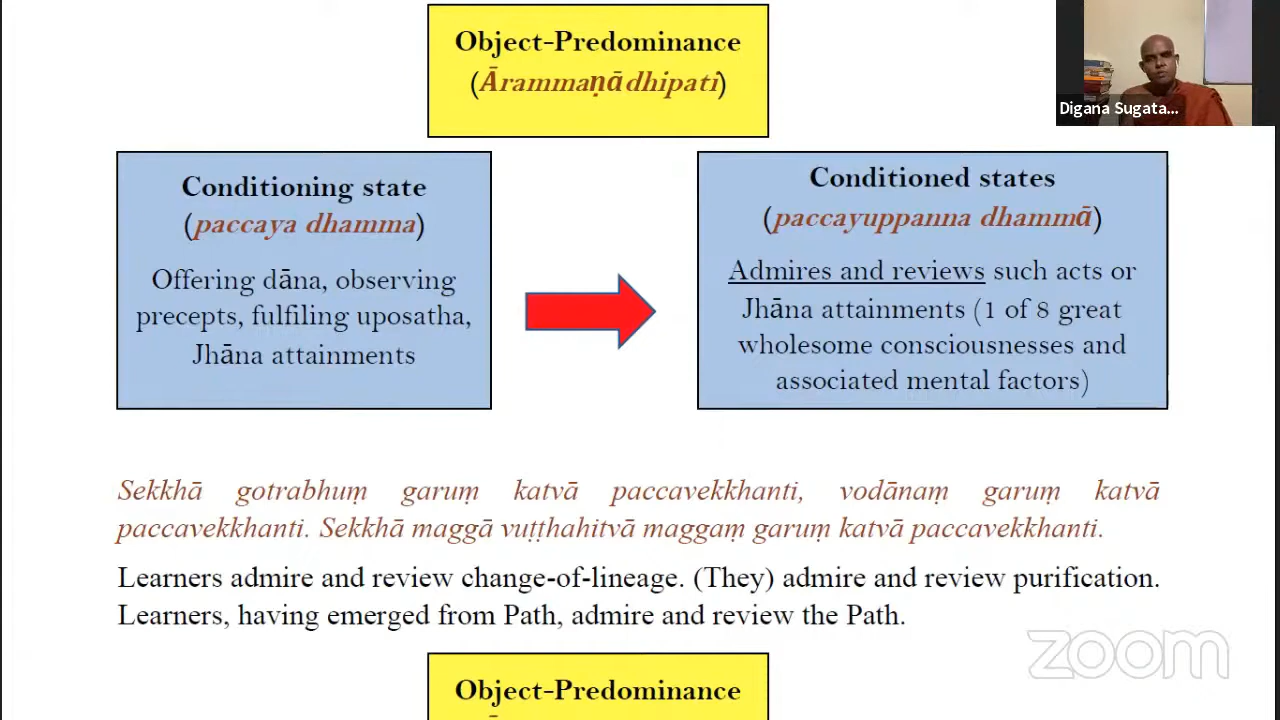 Object-Predominance
(Ārammaṇādhipati)
Digana Sugata...
Conditioning state
(paccaya dhamma)
Offering dāna, observing
precepts, fulfiling uposatha,
Jhāna attainments
Conditioned states
(paccayuppanna dhammā)
Admires and reviews such acts or
Jhāna attainments (1 of 8 great
wholesome consciousnesses and
associated mental factors)
Sekkhā gotrabhuṃ garuṃ katvā paccavekkhanti, vodānaṃ garuṃ katvā
paccavekkhanti. Sekkhā maggā vuṭṭhahitvā maggaṃ garuṃ katvā paccavekkhanti.
Learners admire and review change-of-lineage. (They) admire and review purification.
Learners, having emerged from Path, admire and review the Path.
zoom
Object-Predominance